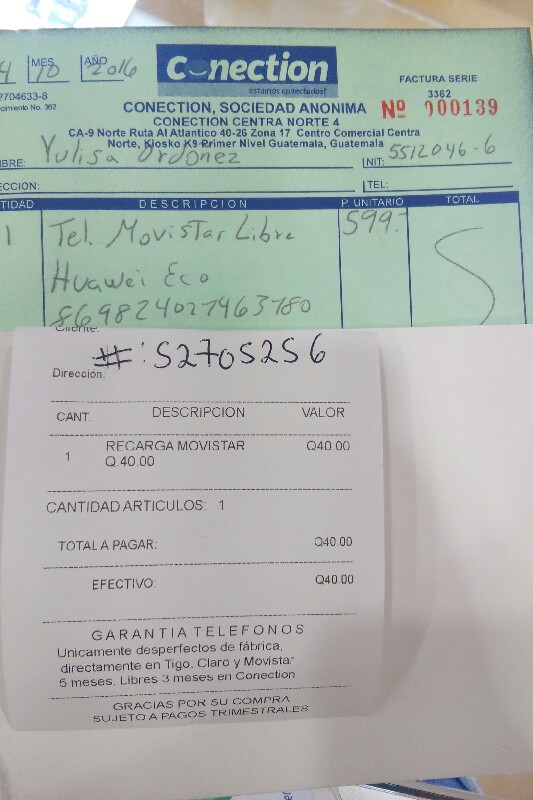 4 MES 10 AÑO 2016
Conection
estamos conectados!
2704633-8
cimiento No. 362
FACTURA SERIE
3362
Nº 000139
CONECTION, SOCIEDAD ANONIMA
CONECTION CENTRA NORTE 4
CA-9 Norte Ruta Al Atlantico 40-26 Zona 17 Centro Comercial Centra
Norte, Kiosko K9 Primer Nivel Guatemala, Guatemala
BRE: Yulisa Ordoñez NIT: 5512046-6
CCION: TEL:
TIDAD DESCRIPCION P. UNITARIO TOTAL
1 Tel. Movistar Libre 599.-
Huawei Eco
869824027463780
Cliente:
#: 52705256
Dirección:
CANT. DESCRIPCION VALOR
1 RECARGA MOVISTAR Q40.00
Q.40.00
CANTIDAD ARTICULOS: 1
TOTAL A PAGAR: Q40.00
EFECTIVO: Q40.00
GARANTIA TELEFONOS
Unicamente desperfectos de fábrica,
directamente en Tigo, Claro y Movistar
5 meses, Libres 3 meses en Conection
GRACIAS POR SU COMPRA
SUJETO A PAGOS TRIMESTRALES